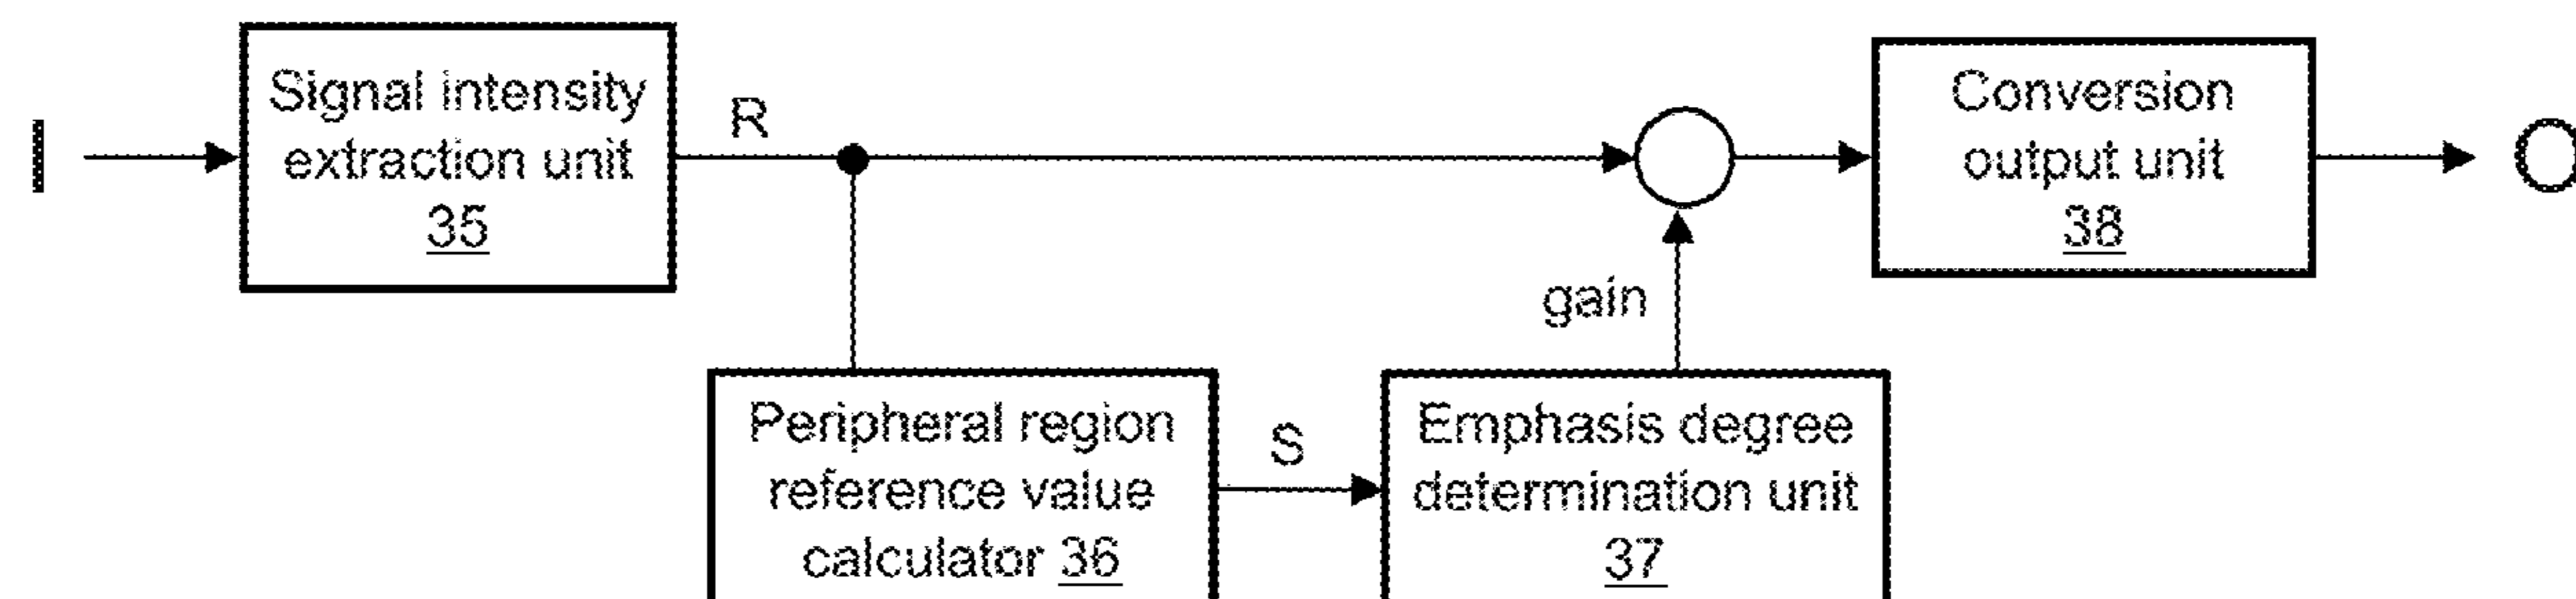 I
Signal intensity
extraction unit
35
R
Conversion
output unit
38
O
gain
Peripheral region
reference value
calculator 36
S
Emphasis degree
determination unit
37